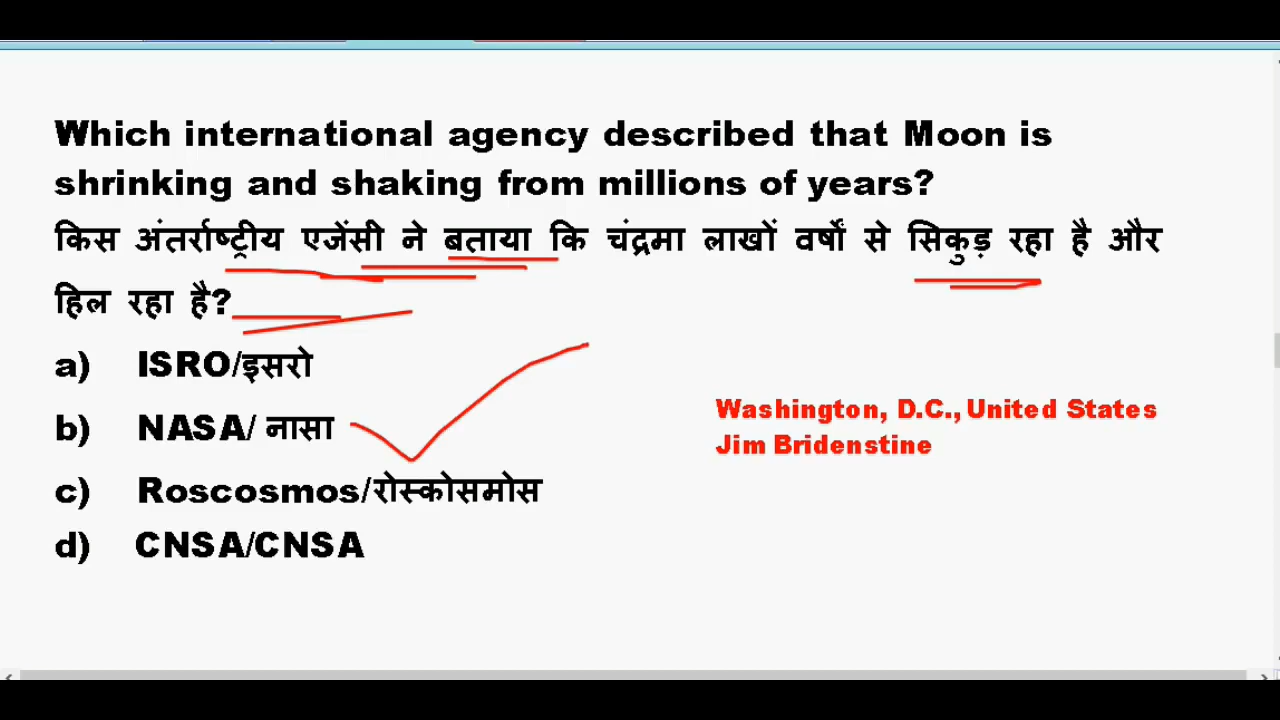 Which international agency described that Moon is
shrinking and shaking from millions of years?
किस अंतर्राष्ट्रीय एजेंसी ने बताया कि चंद्रमा लाखों वर्षों से सिकुड़ रहा है और
हिल रहा है?
a) ISRO/इसरो
b) NASA/ नासा
c) Roscosmos/रोस्कोसमोस
d) CNSA/CNSA
Washington, D.C., United States
Jim Bridenstine